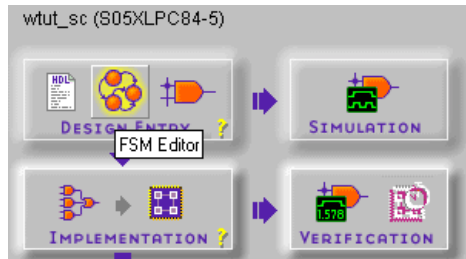 wtut_sc (S05XLPC84-5)
HDL
DESIGN ENTRY ?
SIMULATION
FSM Editor
1.578
IMPLEMENTATION ?
VERIFICATION